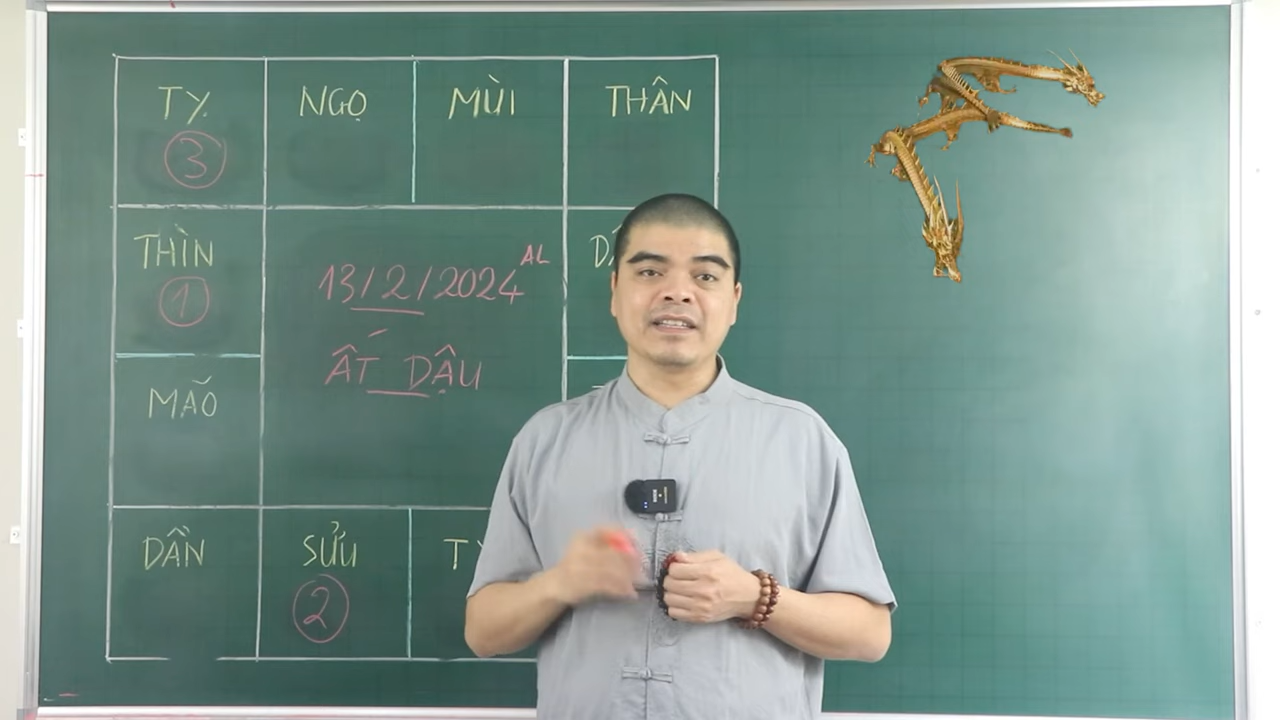 TỴ NGỌ MÙI THÂN
3
THÌN
1
13/2/2024 AL
ẤT DẬU
MÃO
DẦN SỬU
2